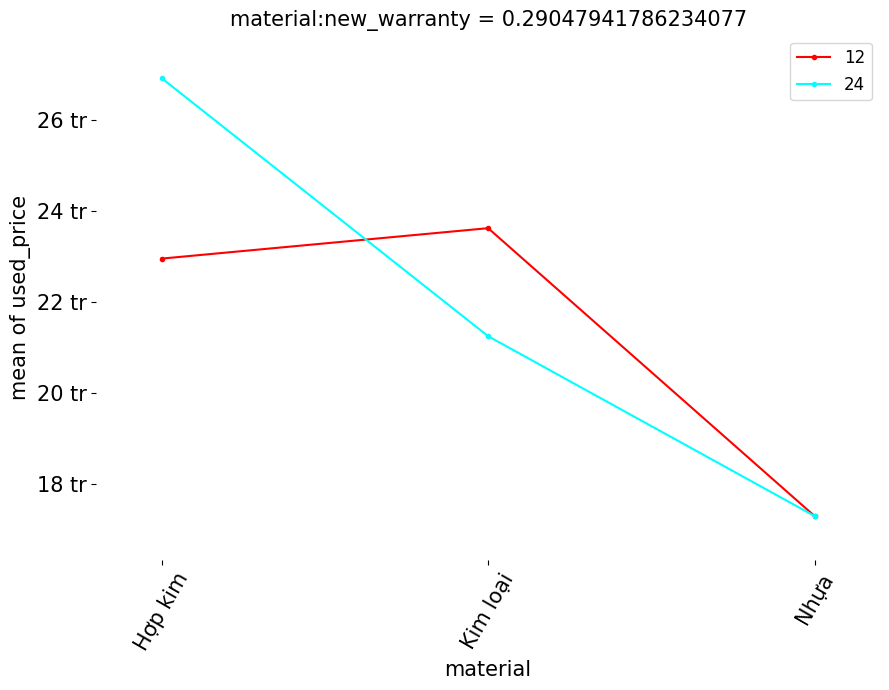 material:new_warranty = 0.29047941786234077
12
24
26 tr
24 tr
22 tr
20 tr
18 tr
mean of used_price
Hợp kim
Kim loại
Nhựa
material